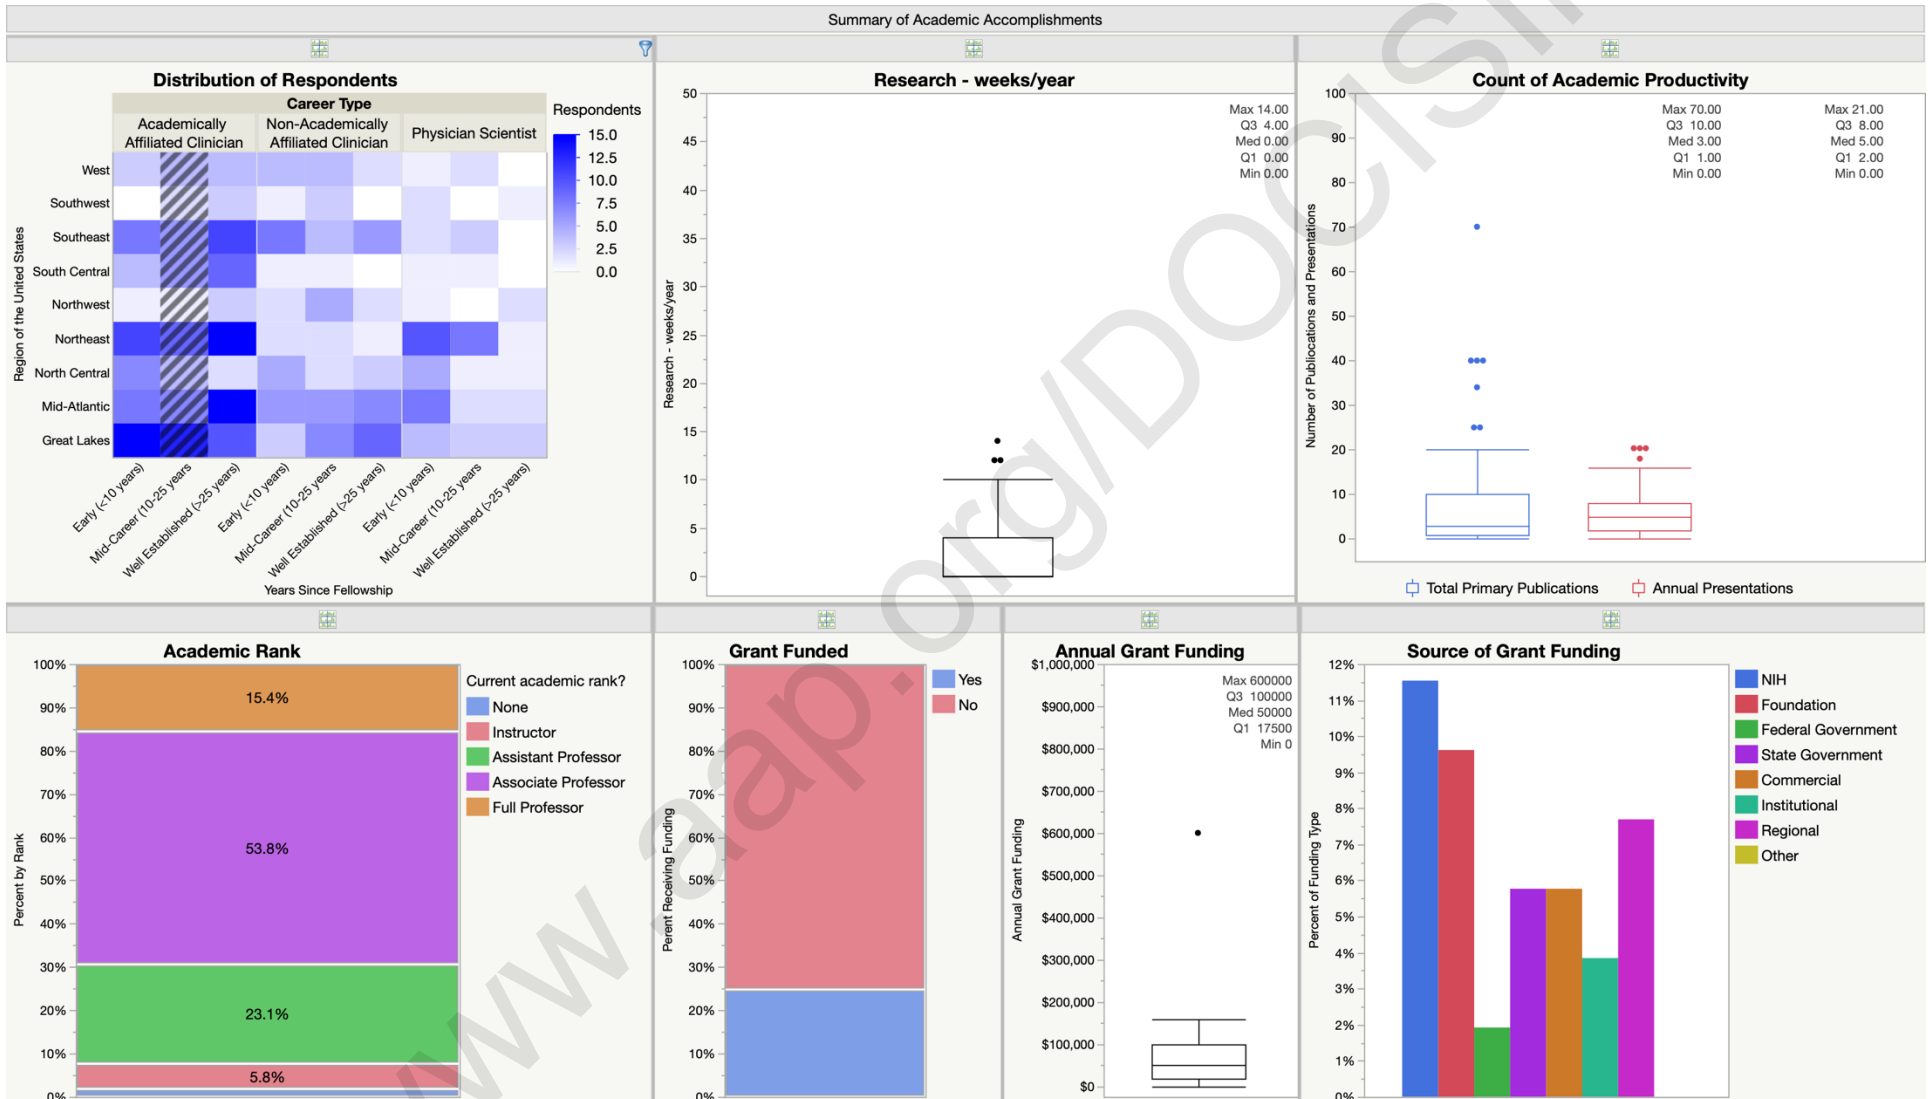 Summary of Academic Accomplishments
Distribution of Respondents
Career Type
Academically
Affiliated Clinician
Non-Academically
Affiliated Clinician
Physician Scientist
Respondents
15.0
12.5
10.0
7.5
5.0
2.5
0.0
Region of the United States
West
Southwest
Southeast
South Central
Northwest
Northeast
North Central
Mid-Atlantic
Great Lakes
Early (<10 years)
Mid-Career (10-25 years
Well Established (>25 years)
Early (<10 years)
Mid-Career (10-25 years
Well Established (>25 years)
Early (<10 years)
Mid-Career (10-25 years
Well Established (>25 years)
Years Since Fellowship
Research - weeks/year
Research - weeks/year
50
45
40
35
30
25
20
15
10
5
0
Max 14.00
Q3 4.00
Med 0.00
Q1 0.00
Min 0.00
Count of Academic Productivity
Number of Publiocations and Presentations
100
90
80
70
60
50
40
30
20
10
0
Max 70.00
Q3 10.00
Med 3.00
Q1 1.00
Min 0.00
Max 21.00
Q3 8.00
Med 5.00
Q1 2.00
Min 0.00
Total Primary Publications
Annual Presentations
Academic Rank
Percent by Rank
100%
90%
80%
70%
60%
50%
40%
30%
20%
10%
0%
15.4%
53.8%
23.1%
5.8%
Current academic rank?
None
Instructor
Assistant Professor
Associate Professor
Full Professor
Grant Funded
Perent Receiving Funding
100%
90%
80%
70%
60%
50%
40%
30%
20%
10%
0%
Yes
No
Annual Grant Funding
Annual Grant Funding
$1,000,000
$900,000
$800,000
$700,000
$600,000
$500,000
$400,000
$300,000
$200,000
$100,000
$0
Max 600000
Q3 100000
Med 50000
Q1 17500
Min 0
Source of Grant Funding
Percent of Funding Type
12%
11%
10%
9%
8%
7%
6%
5%
4%
3%
2%
1%
0%
NIH
Foundation
Federal Government
State Government
Commercial
Institutional
Regional
Other